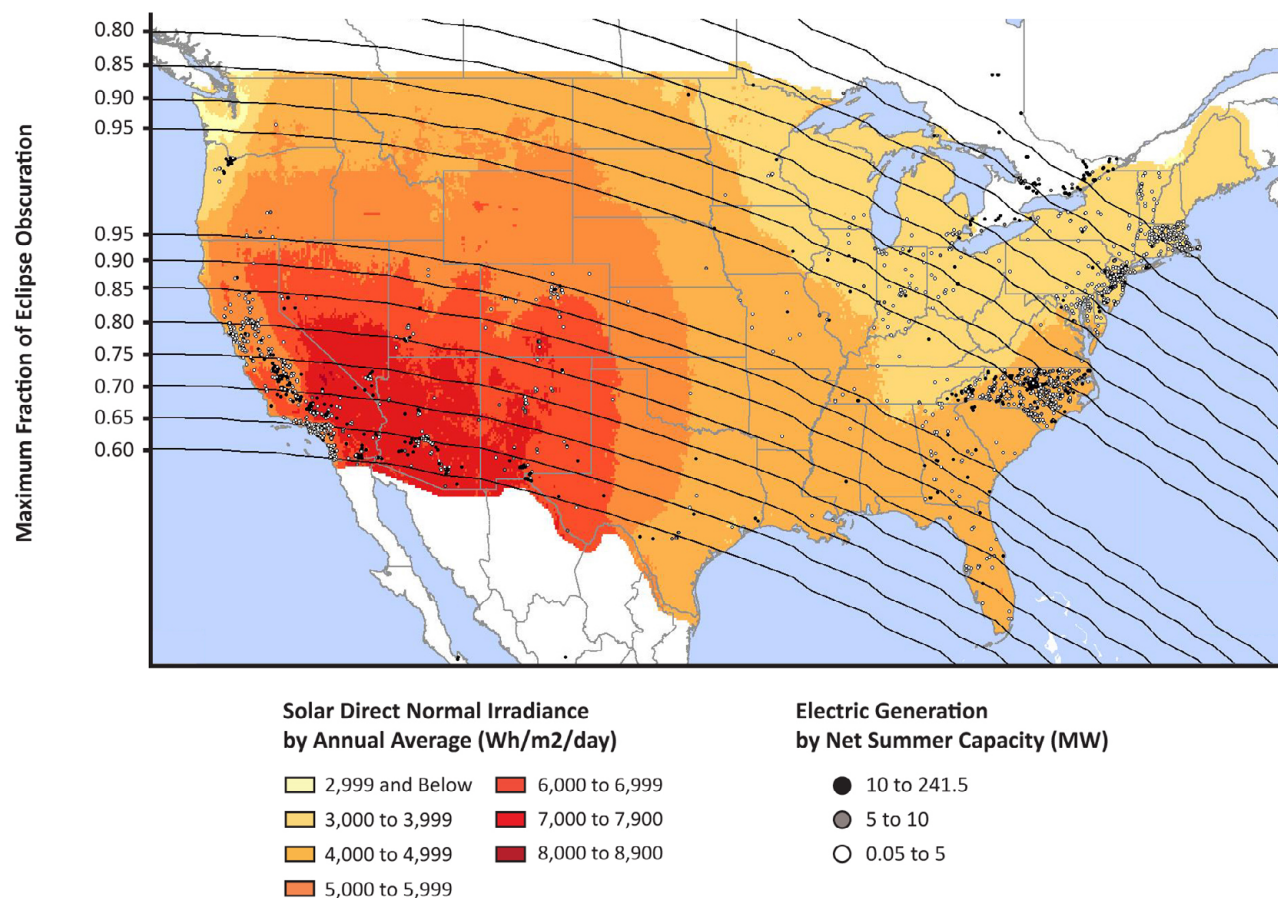 Maximum Fraction of Eclipse Obscuration
0.80
0.85
0.90
0.95
0.95
0.90
0.85
0.80
0.75
0.70
0.65
0.60
Solar Direct Normal Irradiance
by Annual Average (Wh/m2/day)
2,999 and Below
3,000 to 3,999
4,000 to 4,999
5,000 to 5,999
6,000 to 6,999
7,000 to 7,900
8,000 to 8,900
Electric Generation
by Net Summer Capacity (MW)
10 to 241.5
5 to 10
0.05 to 5